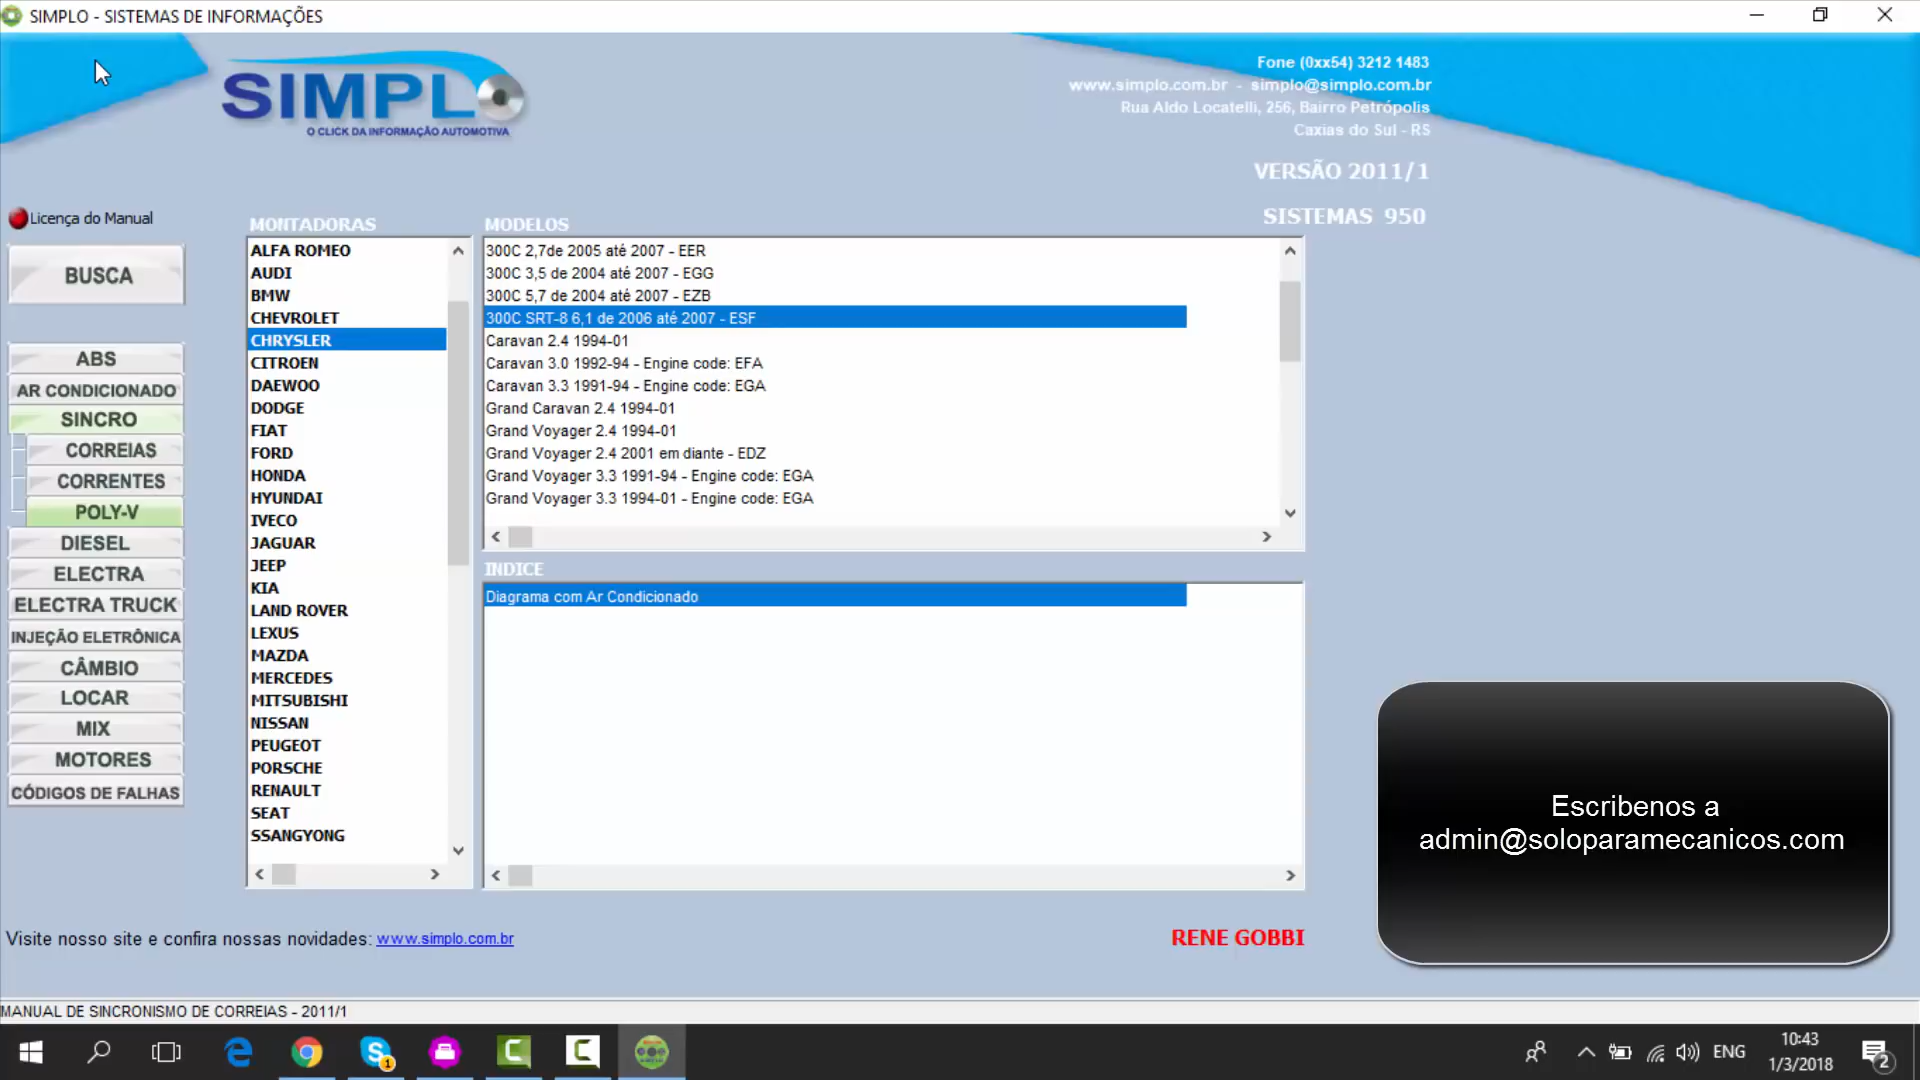 SIMPLO - SISTEMAS DE INFORMAÇÕES
SIMPLO
O CLICK DA INFORMAÇÃO AUTOMOTIVA
Fone (0xx54) 3212 1483
www.simplo.com.br - simplo@simplo.com.br
Rua Aldo Locatelli, 256, Bairro Petrópolis
Caxias do Sul - RS
VERSÃO 2011/1
SISTEMAS 950
Licença do Manual
BUSCA
ABS
AR CONDICIONADO
SINCRO
CORREIAS
CORRENTES
POLY-V
DIESEL
ELECTRA
ELECTRA TRUCK
INJEÇÃO ELETRÔNICA
CÂMBIO
LOCAR
MIX
MOTORES
CÓDIGOS DE FALHAS
MONTADORAS
ALFA ROMEO
AUDI
BMW
CHEVROLET
CHRYSLER
CITROEN
DAEWOO
DODGE
FIAT
FORD
HONDA
HYUNDAI
IVECO
JAGUAR
JEEP
KIA
LAND ROVER
LEXUS
MAZDA
MERCEDES
MITSUBISHI
NISSAN
PEUGEOT
PORSCHE
RENAULT
SEAT
SSANGYONG
MODELOS
300C 2,7de 2005 até 2007 - EER
300C 3,5 de 2004 até 2007 - EGG
300C 5,7 de 2004 até 2007 - EZB
300C SRT-8 6,1 de 2006 até 2007 - ESF
Caravan 2.4 1994-01
Caravan 3.0 1992-94 - Engine code: EFA
Caravan 3.3 1991-94 - Engine code: EGA
Grand Caravan 2.4 1994-01
Grand Voyager 2.4 1994-01
Grand Voyager 2.4 2001 em diante - EDZ
Grand Voyager 3.3 1991-94 - Engine code: EGA
Grand Voyager 3.3 1994-01 - Engine code: EGA
INDICE
Diagrama com Ar Condicionado
Escribenos a
admin@soloparamecanicos.com
Visite nosso site e confira nossas novidades: www.simplo.com.br
RENE GOBBI
MANUAL DE SINCRONISMO DE CORREIAS - 2011/1
ENG
10:43
1/3/2018
1
2